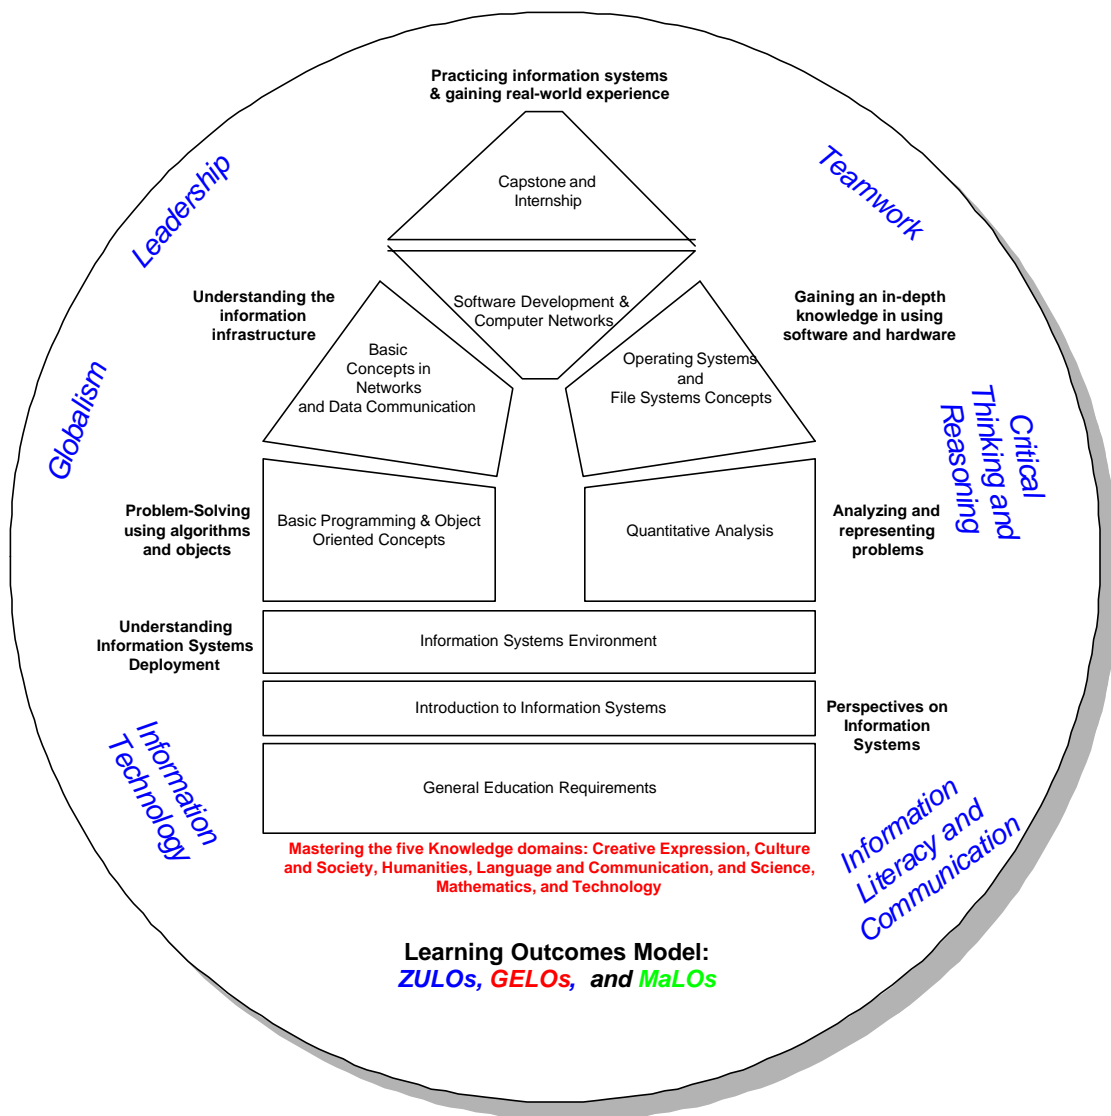 Practicing information systems
& gaining real-world experience
Capstone and
Internship
Leadership
Teamwork
Understanding the
information
infrastructure
Software Development &
Computer Networks
Gaining an in-depth
knowledge in using
software and hardware
Basic
Concepts in
Networks
and Data Communication
Operating Systems
and
File Systems Concepts
Globalism
Critical
Thinking and
Reasoning
Problem-Solving
using algorithms
and objects
Basic Programming & Object
Oriented Concepts
Quantitative Analysis
Analyzing and
representing
problems
Understanding
Information Systems
Deployment
Information Systems Environment
Introduction to Information Systems
Perspectives on
Information
Systems
Information
Technology
General Education Requirements
Information
Literacy and
Communication
Mastering the five Knowledge domains: Creative Expression, Culture
and Society, Humanities, Language and Communication, and Science,
Mathematics, and Technology
Learning Outcomes Model:
ZULOs, GELOs, and MaLOs